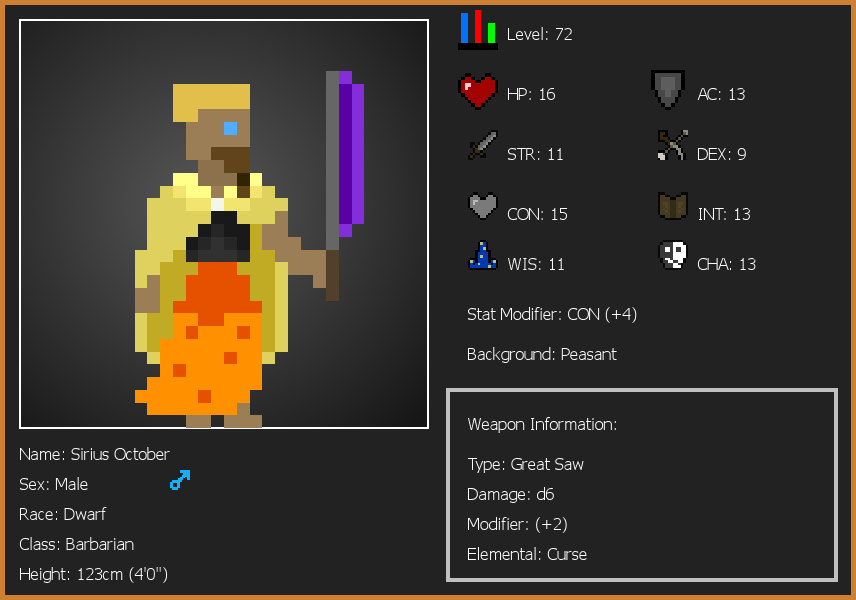 Level: 72
HP: 16
AC: 13
STR: 11
DEX: 9
CON: 15
INT: 13
WIS: 11
CHA: 13
Stat Modifier: CON (+4)
Background: Peasant
Weapon Information:
Type: Great Saw
Damage: d6
Modifier: (+2)
Elemental: Curse
Name: Sirius October
Sex: Male
Race: Dwarf
Class: Barbarian
Height: 123cm (4'0")